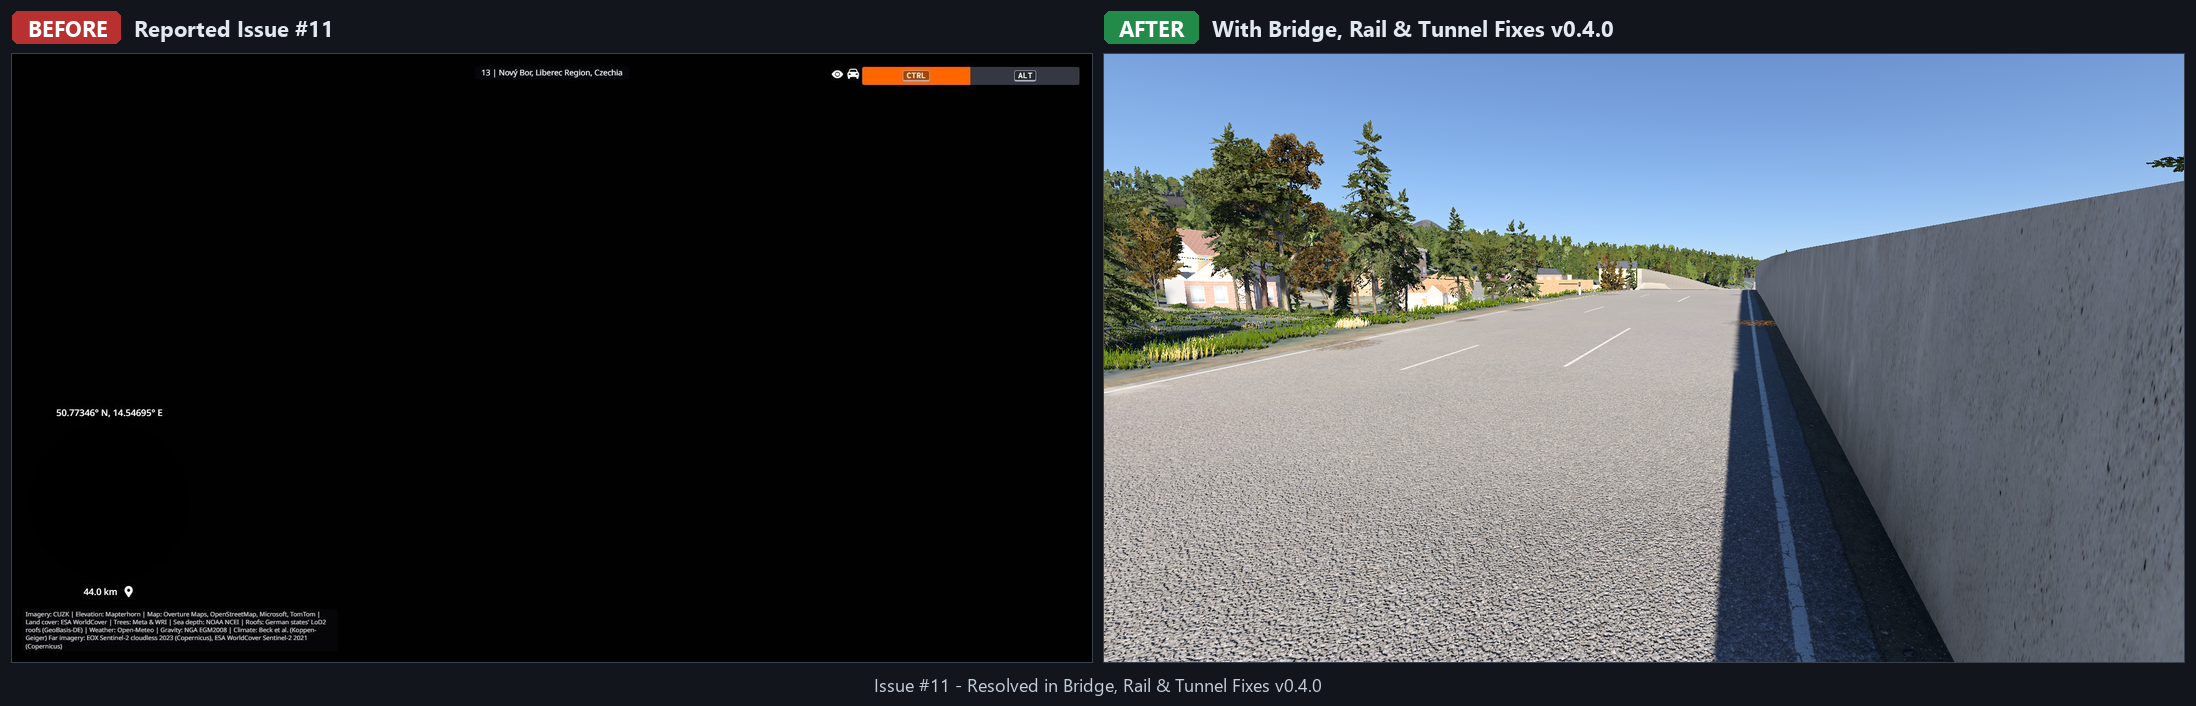 BEFORE
Reported Issue #11
AFTER
With Bridge, Rail & Tunnel Fixes v0.4.0
13 | Nový Bor, Liberec Region, Czechia
CTRL
ALT
50.77346° N, 14.54695° E
44.0 km
Imagery: CUZK | Elevation: Mapterhorn | Map: Overture Maps, OpenStreetMap, Microsoft, TomTom |
Land cover: ESA WorldCover | Trees: Meta & WRI | Sea depth: NOAA NCEI | Roofs: German states' LoD2
roofs (GeoBasis-DE) | Weather: Open-Meteo | Gravity: NGA EGM2008 | Climate: Beck et al. (Koppen-
Geiger) Far imagery: EOX Sentinel-2 cloudless 2023 (Copernicus), ESA WorldCover Sentinel-2 2021
(Copernicus)
Issue #11 - Resolved in Bridge, Rail & Tunnel Fixes v0.4.0